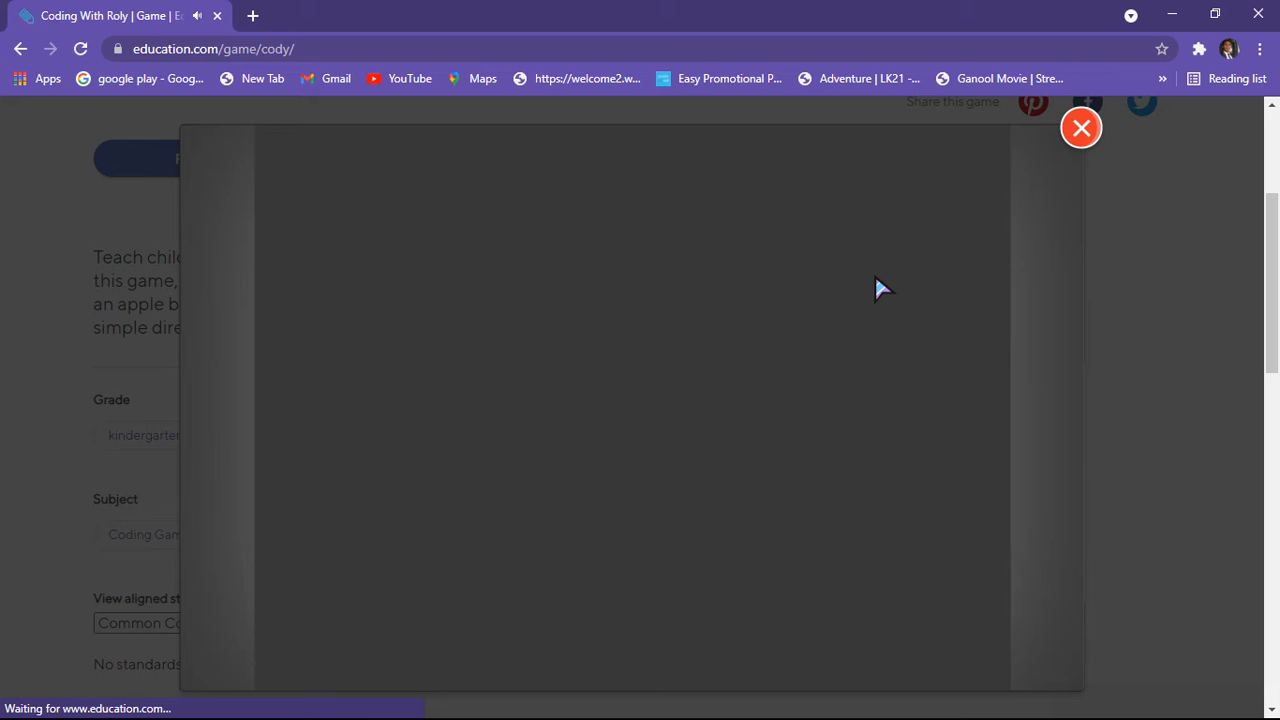 Coding With Roly | Game | E
education.com/game/cody/
Apps
google play - Goog...
New Tab
Gmail
YouTube
Maps
https://welcome2.w...
Easy Promotional P...
Adventure | LK21 -...
Ganool Movie | Stre...
»
Reading list
Share this game
Teach chil
this game,
an apple b
simple dire
Grade
kindergarten
Subject
Coding Gam
View aligned st
Common Co
No standards
Waiting for www.education.com...